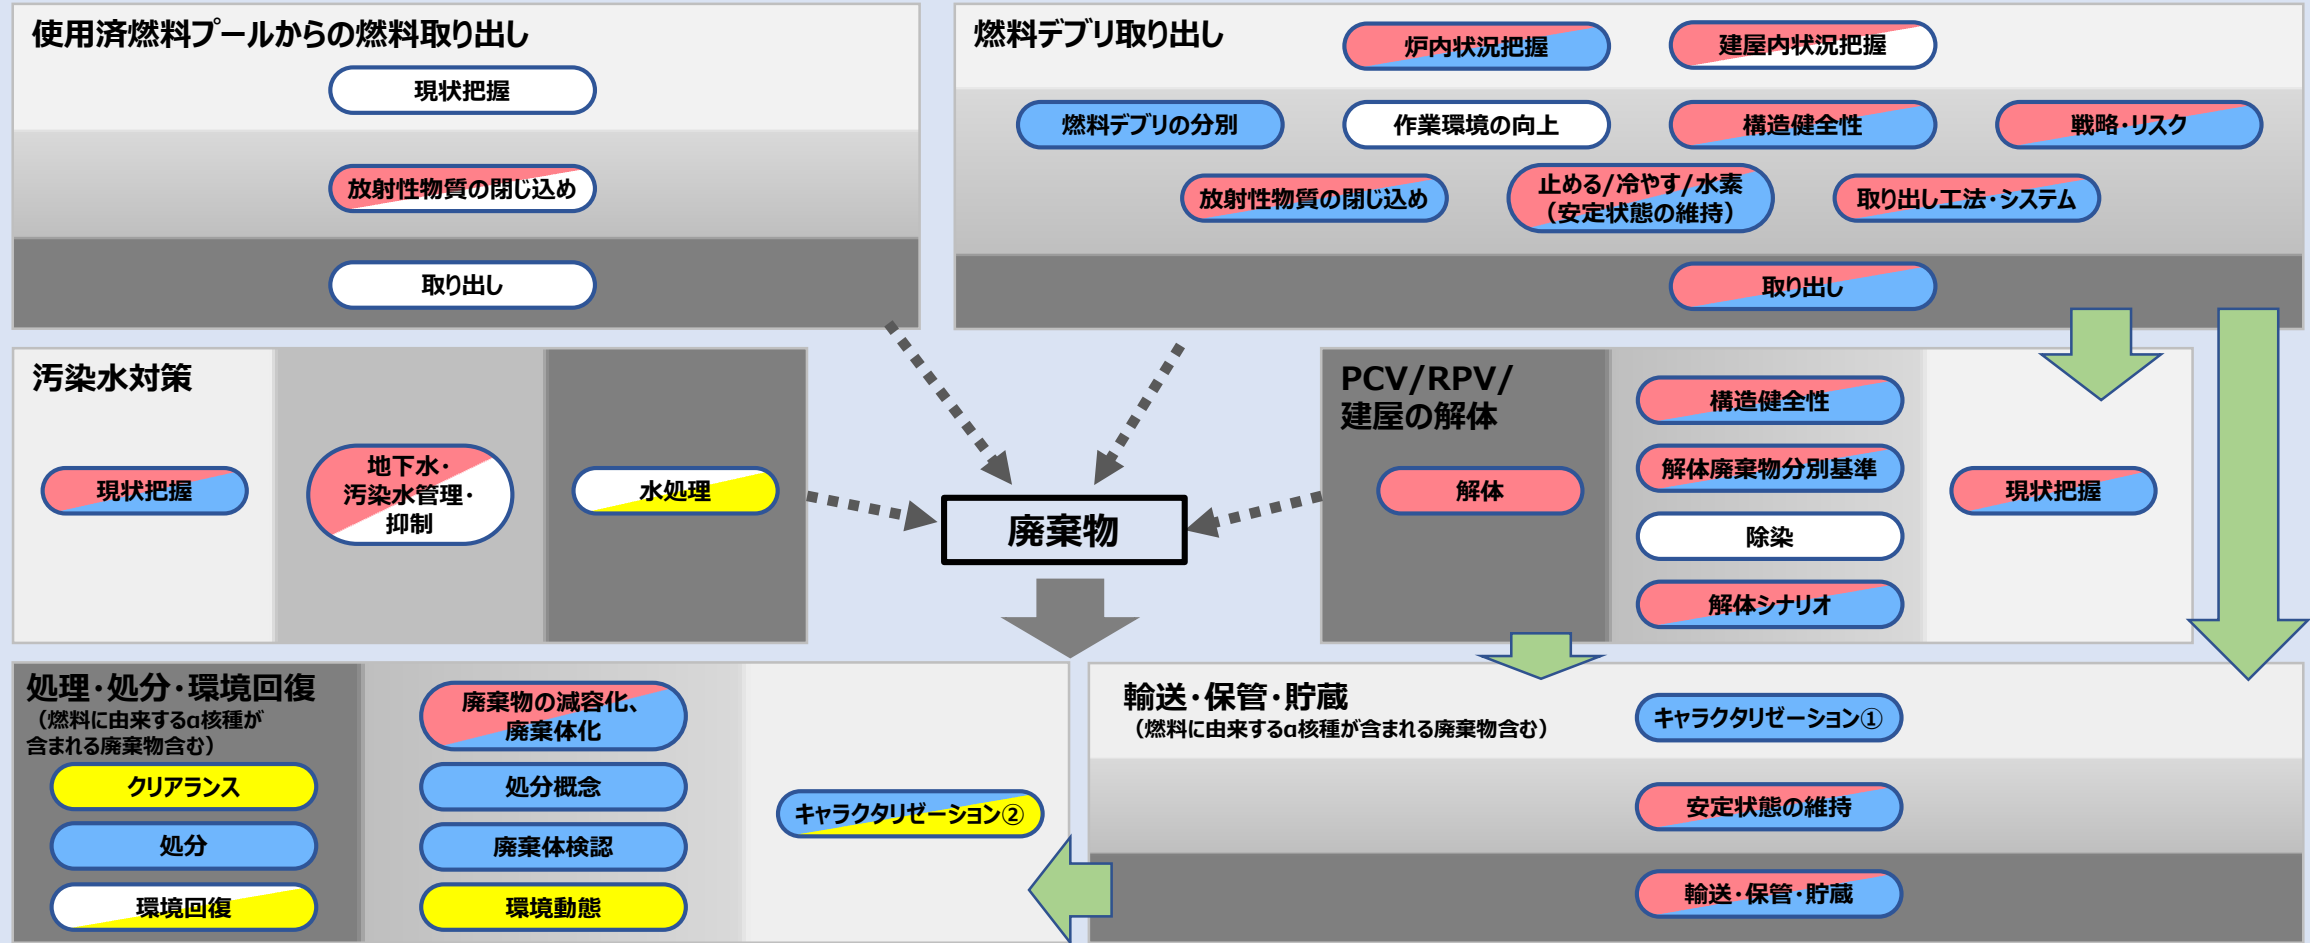 使用済燃料プールからの燃料取り出し
現状把握
放射性物質の閉じ込め
取り出し
燃料デブリ取り出し
炉内状況把握
建屋内状況把握
燃料デブリの分別
作業環境の向上
構造健全性
戦略・リスク
放射性物質の閉じ込め
止める/冷やす/水素
（安定状態の維持）
取り出し工法・システム
取り出し
汚染水対策
現状把握
地下水・
汚染水管理・
抑制
水処理
廃棄物
PCV/RPV/
建屋の解体
解体
構造健全性
解体廃棄物分別基準
除染
解体シナリオ
現状把握
処理・処分・環境回復
（燃料に由来するα核種が
含まれる廃棄物含む）
クリアランス
処分
環境回復
廃棄物の減容化、
廃棄体化
処分概念
廃棄体検認
環境動態
キャラクタリゼーション②
輸送・保管・貯蔵
（燃料に由来するα核種が含まれる廃棄物含む）
キャラクタリゼーション①
安定状態の維持
輸送・保管・貯蔵